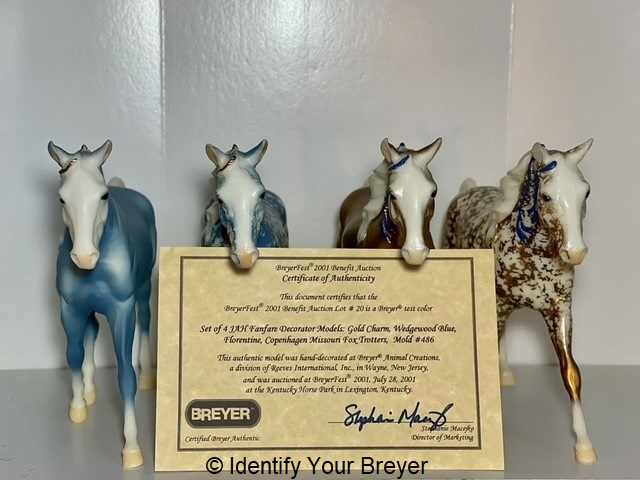 BreyerFest® 2001 Benefit Auction
Certificate of Authenticity
This document certifies that the
BreyerFest® 2001 Benefit Auction Lot # 20 is a Breyer® test color
Set of 4 JAH Fanfare Decorator Models: Gold Charm, Wedgewood Blue,
Florentine, Copenhagen Missouri Fox Trotters, Mold #486
This authentic model was hand-decorated at Breyer® Animal Creations,
a division of Reeves International, Inc., in Wayne, New Jersey,
and was auctioned at BreyerFest® 2001, July 28, 2001
at the Kentucky Horse Park in Lexington, Kentucky.
BREYER
Stephanie Macejko
Certified Breyer Authentic
Stephanie Macejko
Director of Marketing
© Identify Your Breyer